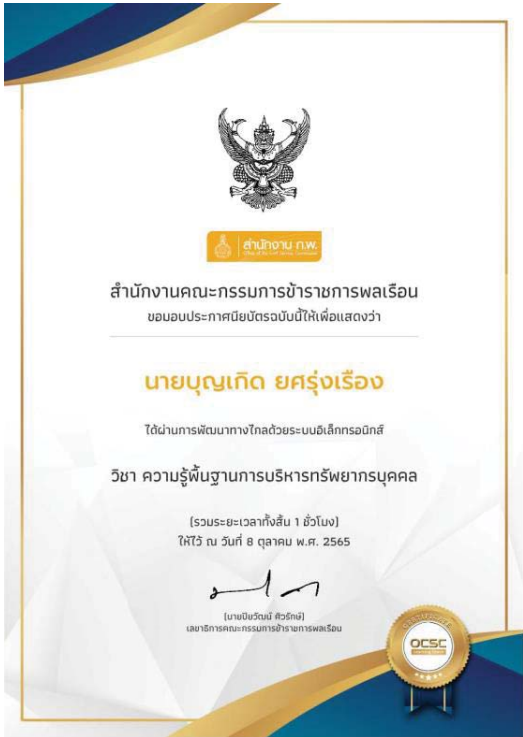 สำนักงาน ก.พ.
Office of the Civil Service Commission
สำนักงานคณะกรรมการข้าราชการพลเรือน
ขอมอบประกาศนียบัตรฉบับนี้ให้เพื่อแสดงว่า
นายบุญเกิด ยศรุ่งเรือง
ได้ผ่านการพัฒนาทางไกลด้วยระบบอิเล็กทรอนิกส์
วิชา ความรู้พื้นฐานการบริหารทรัพยากรบุคคล
(รวมระยะเวลาทั้งสิ้น 1 ชั่วโมง)
ให้ไว้ ณ วันที่ 8 ตุลาคม พ.ศ. 2565
(นายปิยวัฒน์ ศิวรักษ์)
เลขาธิการคณะกรรมการข้าราชการพลเรือน
CERTIFICATE
OCSC
Learning Space